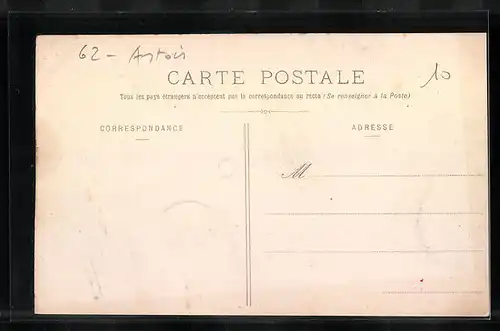 62 - Artois
10
CARTE POSTALE
Tous les pays étrangers n'acceptent pas la correspondance au recto (Se renseigner à la Poste)
CORRESPONDANCE
ADRESSE
M